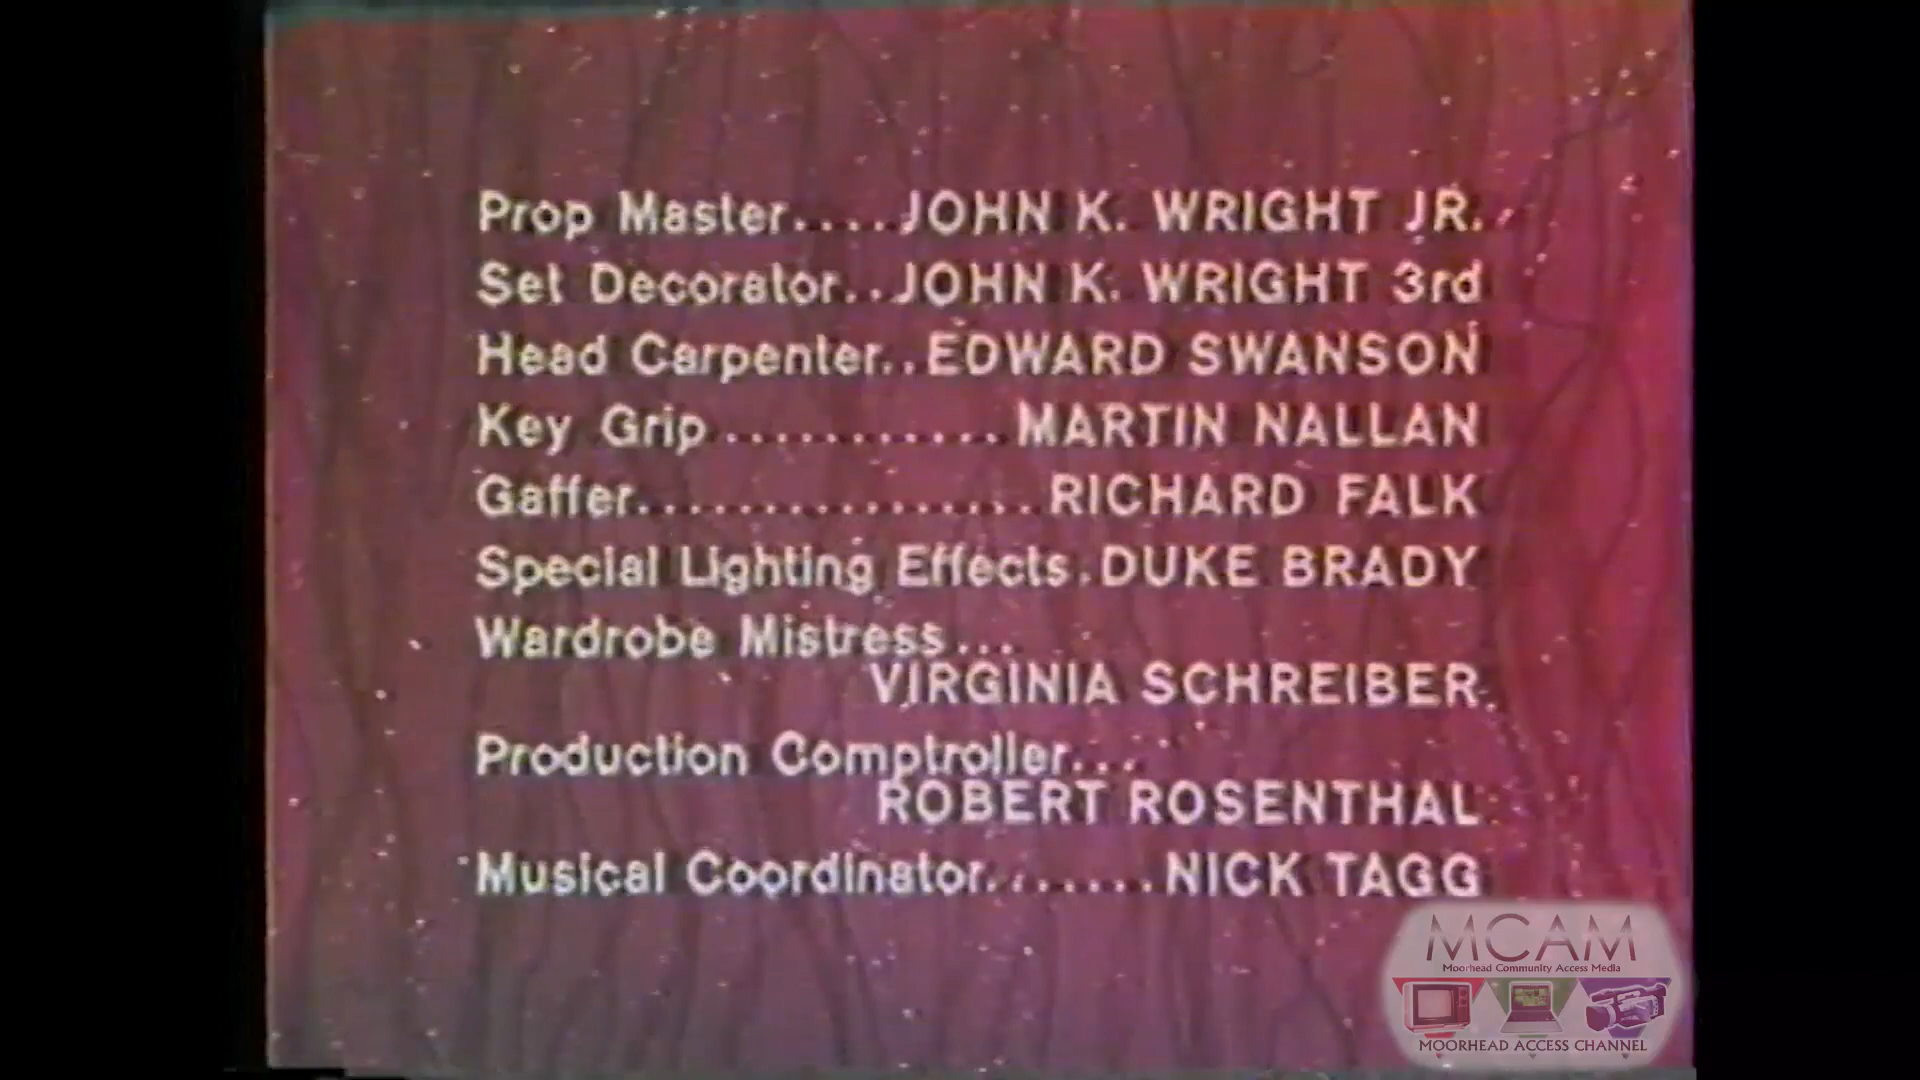 Prop Master....JOHN K. WRIGHT JR.
Set Decorator..JOHN K. WRIGHT 3rd
Head Carpenter..EDWARD SWANSON
Key Grip............MARTIN NALLAN
Gaffer.................RICHARD FALK
Special Lighting Effects.DUKE BRADY
Wardrobe Mistress...
VIRGINIA SCHREIBER
Production Comptroller...
ROBERT ROSENTHAL
Musical Coordinator.......NICK TAGG
MCAM
Moorhead Community Access Media
MOORHEAD ACCESS CHANNEL